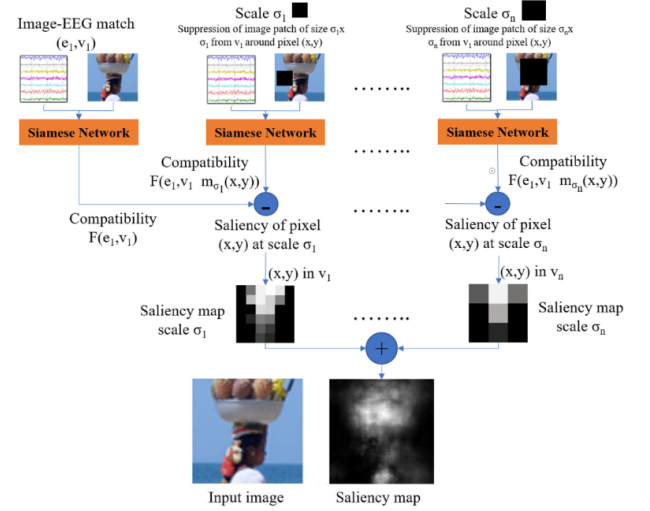 Image-EEG match
(e₁,v₁)
Scale σ₁
Suppression of image patch of size σ₁x
σ₁ from v₁ around pixel (x,y)
Scale σₙ
Suppression of image patch of size σₙx
σₙ from v₁ around pixel (x,y)
Siamese Network
Siamese Network
Siamese Network
Compatibility
F(e₁,v₁)
Compatibility
F(e₁,v₁ m_σ₁(x,y))
Compatibility
F(e₁,v₁ m_σₙ(x,y))
-
-
Saliency of pixel
(x,y) at scale σ₁
Saliency of pixel
(x,y) at scale σₙ
(x,y) in v₁
(x,y) in vₙ
Saliency map
scale σ₁
Saliency map
scale σₙ
+
Input image
Saliency map